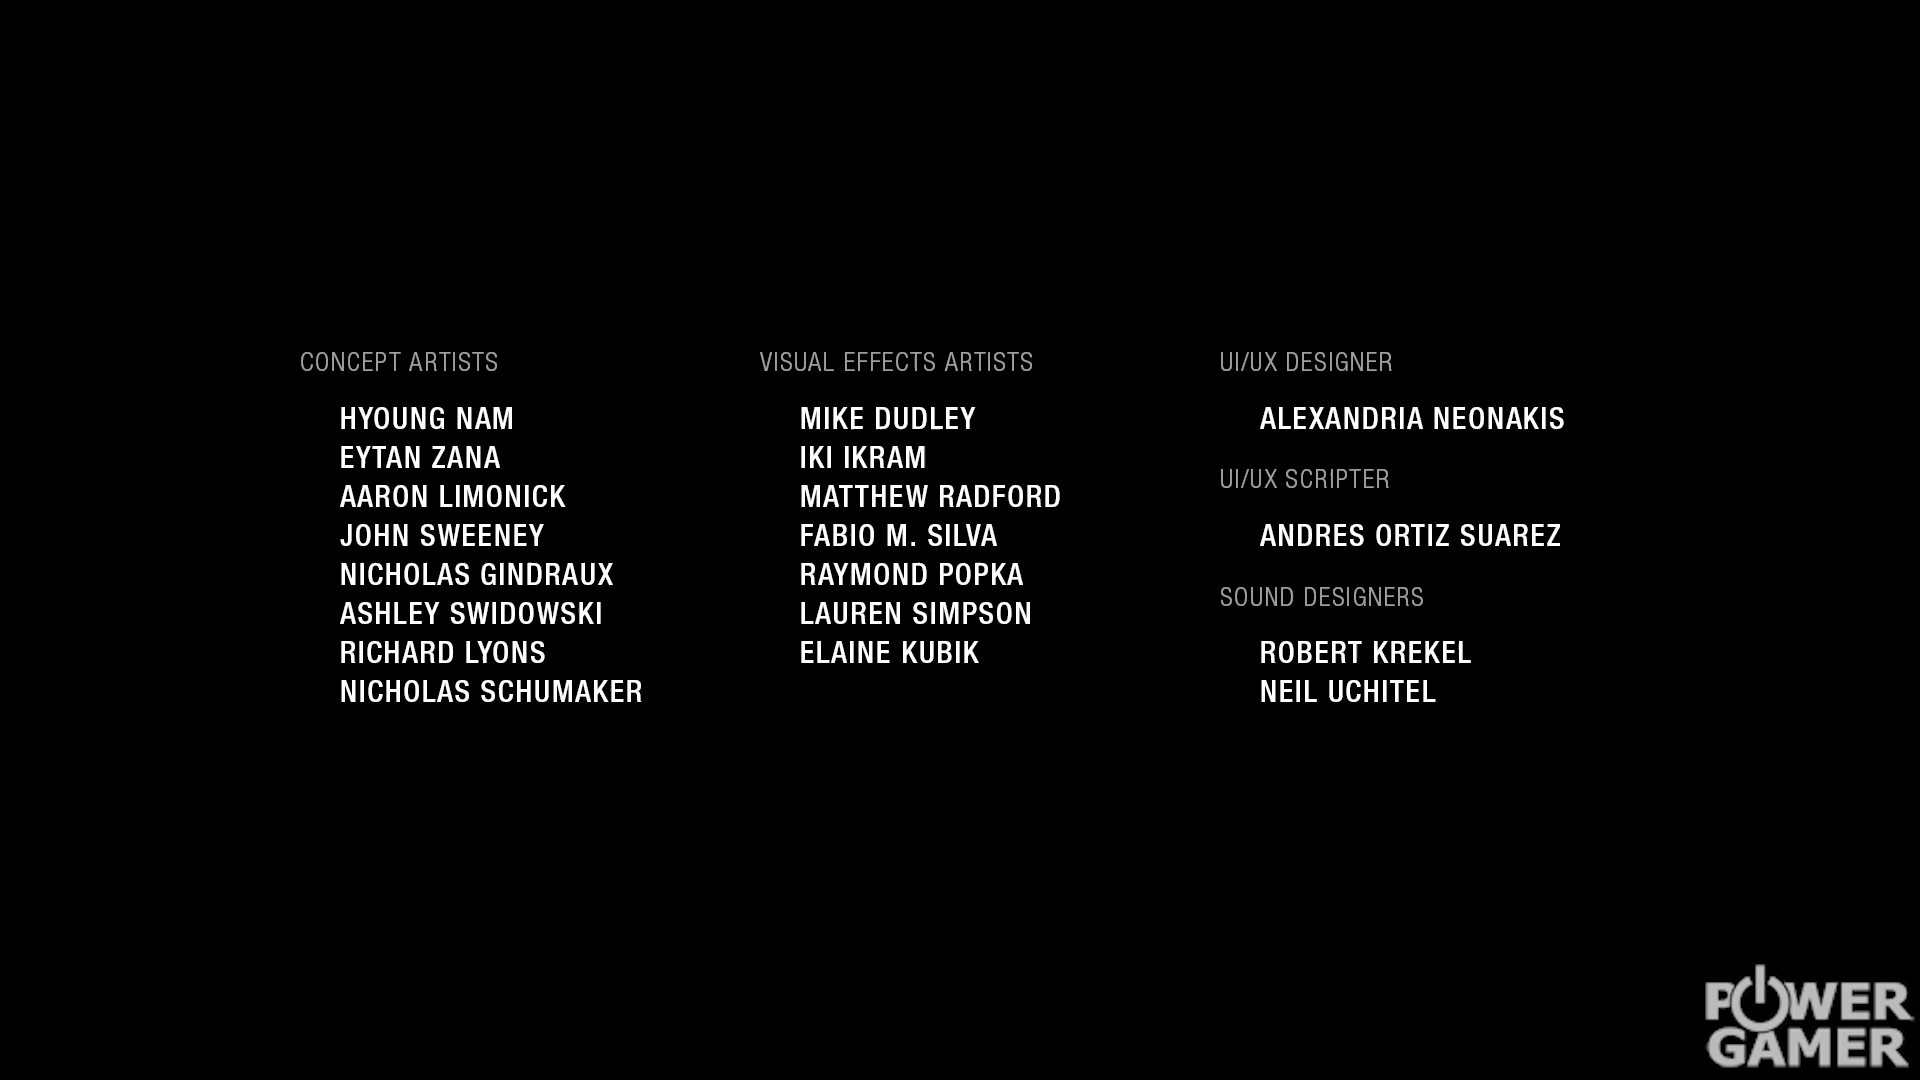 CONCEPT ARTISTS
HYOUNG NAM
EYTAN ZANA
AARON LIMONICK
JOHN SWEENEY
NICHOLAS GINDRAUX
ASHLEY SWIDOWSKI
RICHARD LYONS
NICHOLAS SCHUMAKER
VISUAL EFFECTS ARTISTS
MIKE DUDLEY
IKI IKRAM
MATTHEW RADFORD
FABIO M. SILVA
RAYMOND POPKA
LAUREN SIMPSON
ELAINE KUBIK
UI/UX DESIGNER
ALEXANDRIA NEONAKIS
UI/UX SCRIPTER
ANDRES ORTIZ SUAREZ
SOUND DESIGNERS
ROBERT KREKEL
NEIL UCHITEL
POWER
GAMER